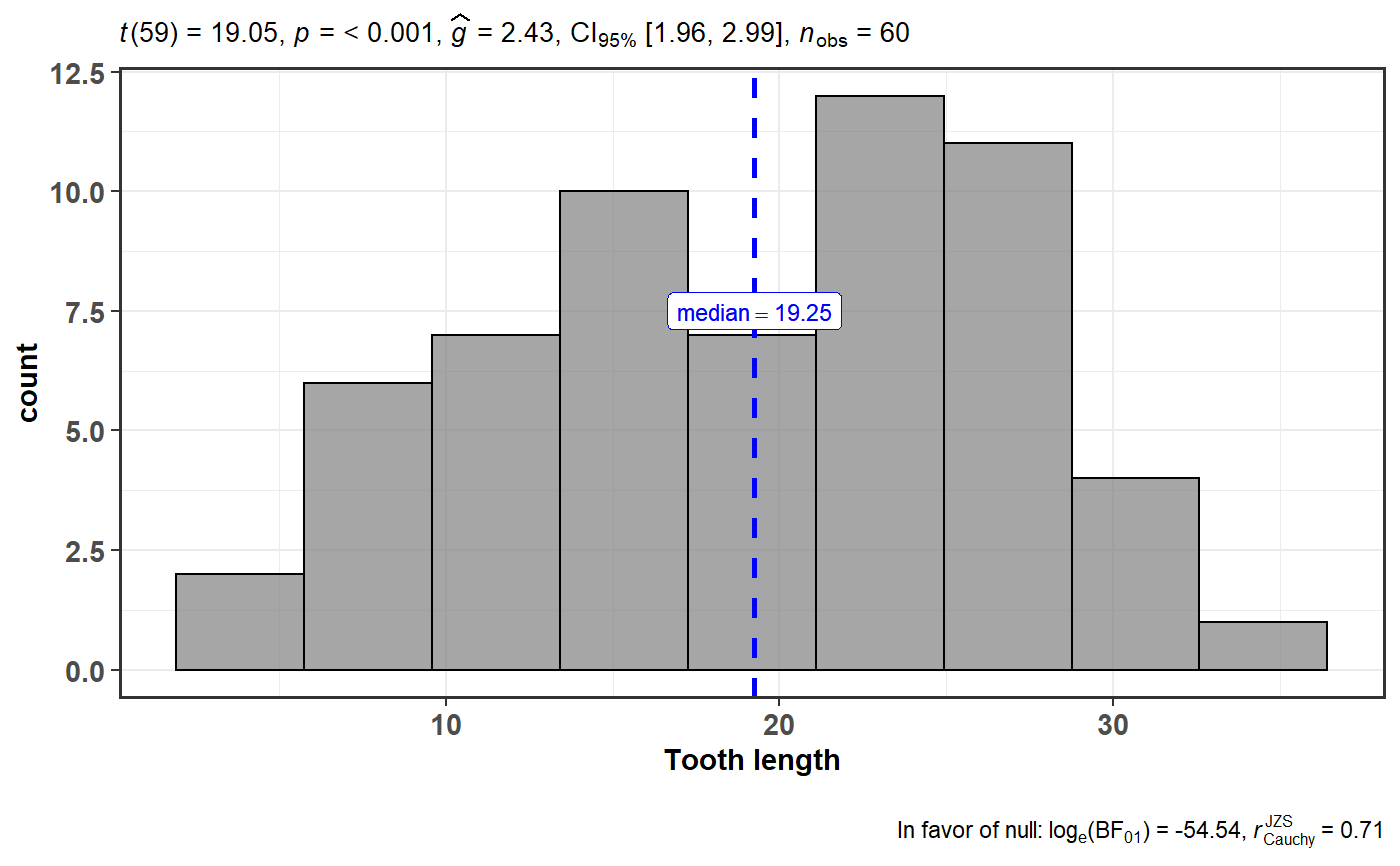 t(59) = 19.05, p = < 0.001, ĝ = 2.43, CI95% [1.96, 2.99], nobs = 60
12.5
10.0
7.5
5.0
2.5
0.0
count
median = 19.25
10 20 30
Tooth length
In favor of null: loge(BF01) = -54.54, rCauchy JZS = 0.71